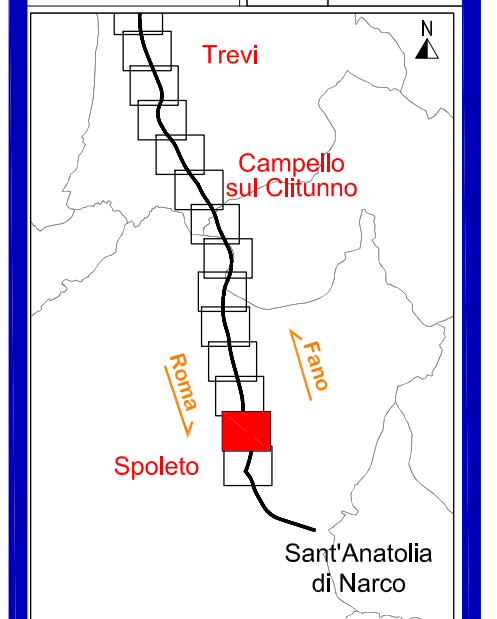 N
Trevi
Campello
sul Clitunno
Fano
Roma
Spoleto
Sant'Anatolia
di Narco